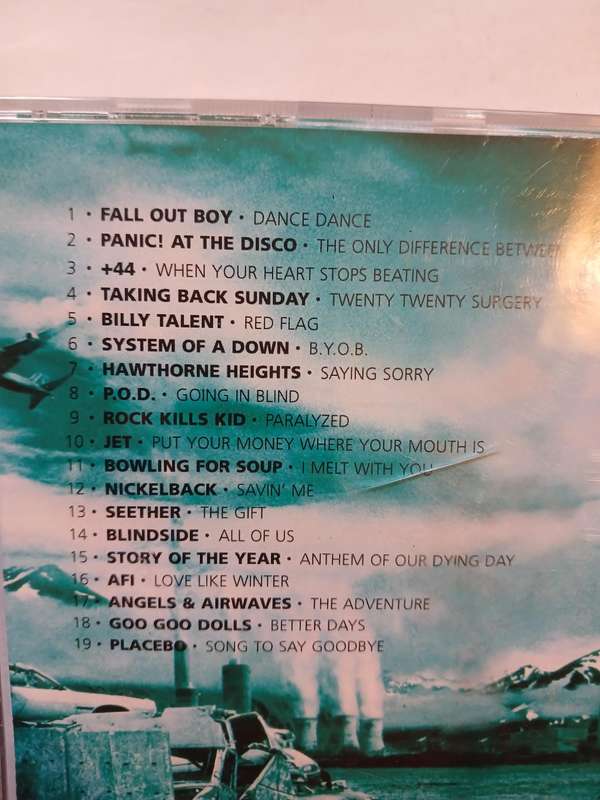 1 • FALL OUT BOY • DANCE DANCE
2 • PANIC! AT THE DISCO • THE ONLY DIFFERENCE BETWEEN
3 • +44 • WHEN YOUR HEART STOPS BEATING
4 • TAKING BACK SUNDAY • TWENTY TWENTY SURGERY
5 • BILLY TALENT • RED FLAG
6 • SYSTEM OF A DOWN • B.Y.O.B.
7 • HAWTHORNE HEIGHTS • SAYING SORRY
8 • P.O.D. • GOING IN BLIND
9 • ROCK KILLS KID • PARALYZED
10 • JET • PUT YOUR MONEY WHERE YOUR MOUTH IS
11 • BOWLING FOR SOUP • I MELT WITH YOU
12 • NICKELBACK • SAVIN' ME
13 • SEETHER • THE GIFT
14 • BLINDSIDE • ALL OF US
15 • STORY OF THE YEAR • ANTHEM OF OUR DYING DAY
16 • AFI • LOVE LIKE WINTER
17 • ANGELS & AIRWAVES • THE ADVENTURE
18 • GOO GOO DOLLS • BETTER DAYS
19 • PLACEBO • SONG TO SAY GOODBYE